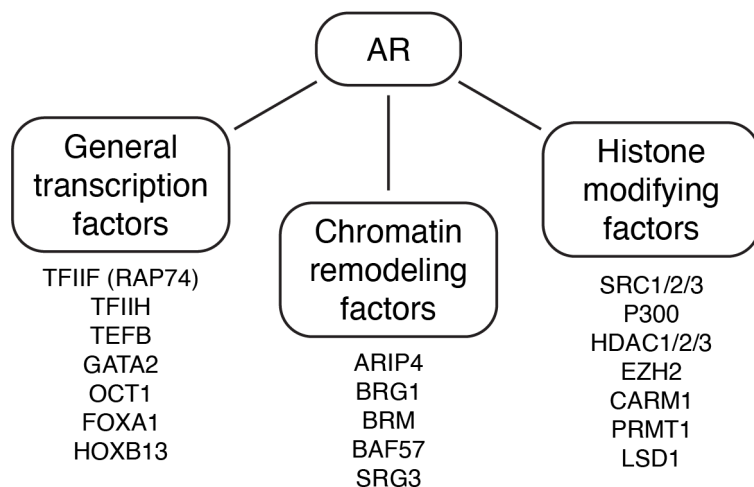 AR
General
transcription
factors
TFIIF (RAP74)
TFIIH
TEFB
GATA2
OCT1
FOXA1
HOXB13
Chromatin
remodeling
factors
ARIP4
BRG1
BRM
BAF57
SRG3
Histone
modifying
factors
SRC1/2/3
P300
HDAC1/2/3
EZH2
CARM1
PRMT1
LSD1